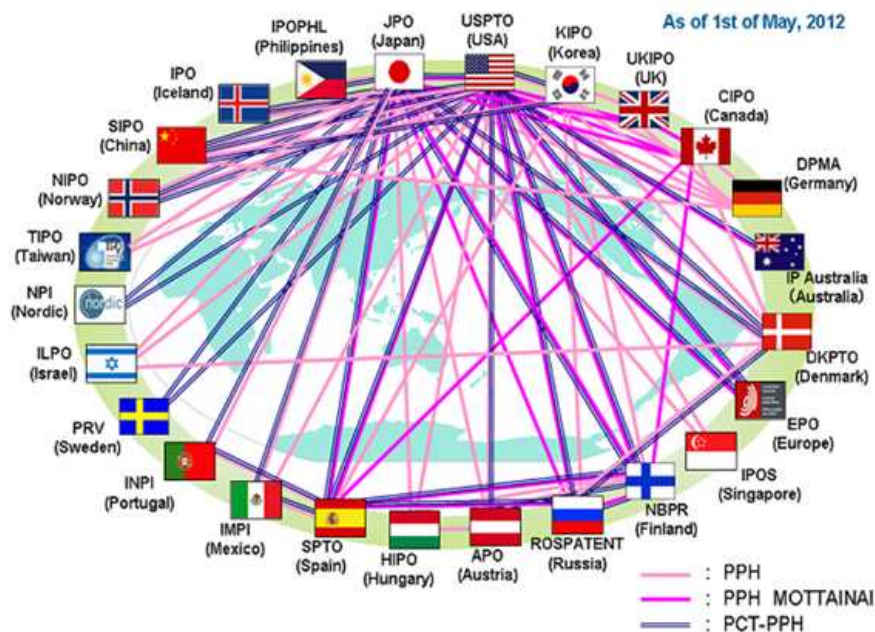 As of 1st of May, 2012
IPOPHL
(Philippines)
JPO
(Japan)
USPTO
(USA)
KIPO
(Korea)
UKIPO
(UK)
CIPO
(Canada)
DPMA
(Germany)
IP Australia
(Australia)
DKPTO
(Denmark)
EPO
(Europe)
IPOS
(Singapore)
NBPR
(Finland)
ROSPATENT
(Russia)
APO
(Austria)
HIPO
(Hungary)
SPTO
(Spain)
IMPI
(Mexico)
INPI
(Portugal)
PRV
(Sweden)
ILPO
(Israel)
NPI
(Nordic)
nordic
TIPO
(Taiwan)
NIPO
(Norway)
SIPO
(China)
IPO
(Iceland)
: PPH
: PPH MOTTAINAI
: PCT-PPH